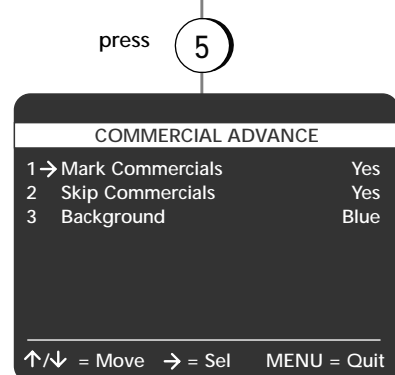 press 5
COMMERCIAL ADVANCE
1→ Mark Commercials Yes
2 Skip Commercials Yes
3 Background Blue
↑/↓ = Move → = Sel MENU = Quit